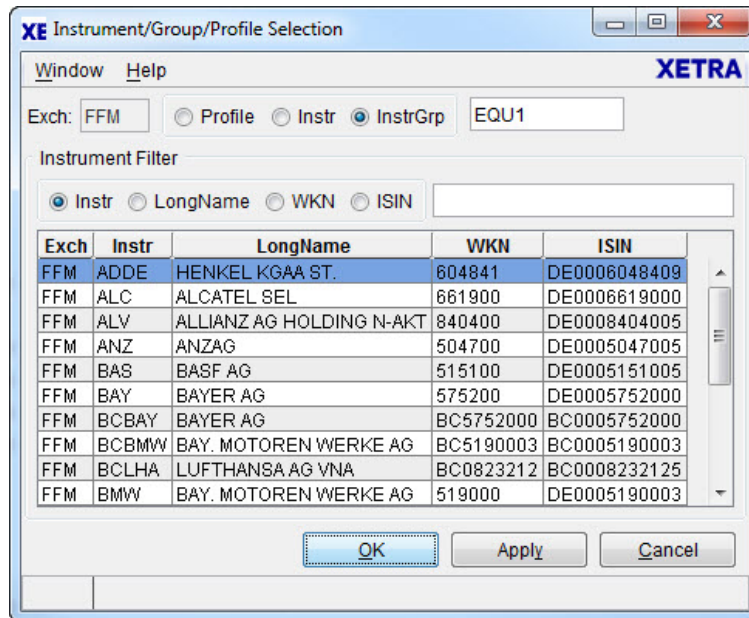 XE Instrument/Group/Profile Selection
Window Help XETRA
Exch: FFM Profile Instr InstrGrp EQU1
Instrument Filter
Instr LongName WKN ISIN
Exch Instr LongName WKN ISIN
FFM ADDE HENKEL KGAA ST. 604841 DE0006048409
FFM ALC ALCATEL SEL 661900 DE0006619000
FFM ALV ALLIANZ AG HOLDING N-AKT 840400 DE0008404005
FFM ANZ ANZAG 504700 DE0005047005
FFM BAS BASF AG 515100 DE0005151005
FFM BAY BAYER AG 575200 DE0005752000
FFM BCBAY BAYER AG BC5752000 BC0005752000
FFM BCBMW BAY. MOTOREN WERKE AG BC5190003 BC0005190003
FFM BCLHA LUFTHANSA AG VNA BC0823212 BC0008232125
FFM BMW BAY. MOTOREN WERKE AG 519000 DE0005190003
OK Apply Cancel